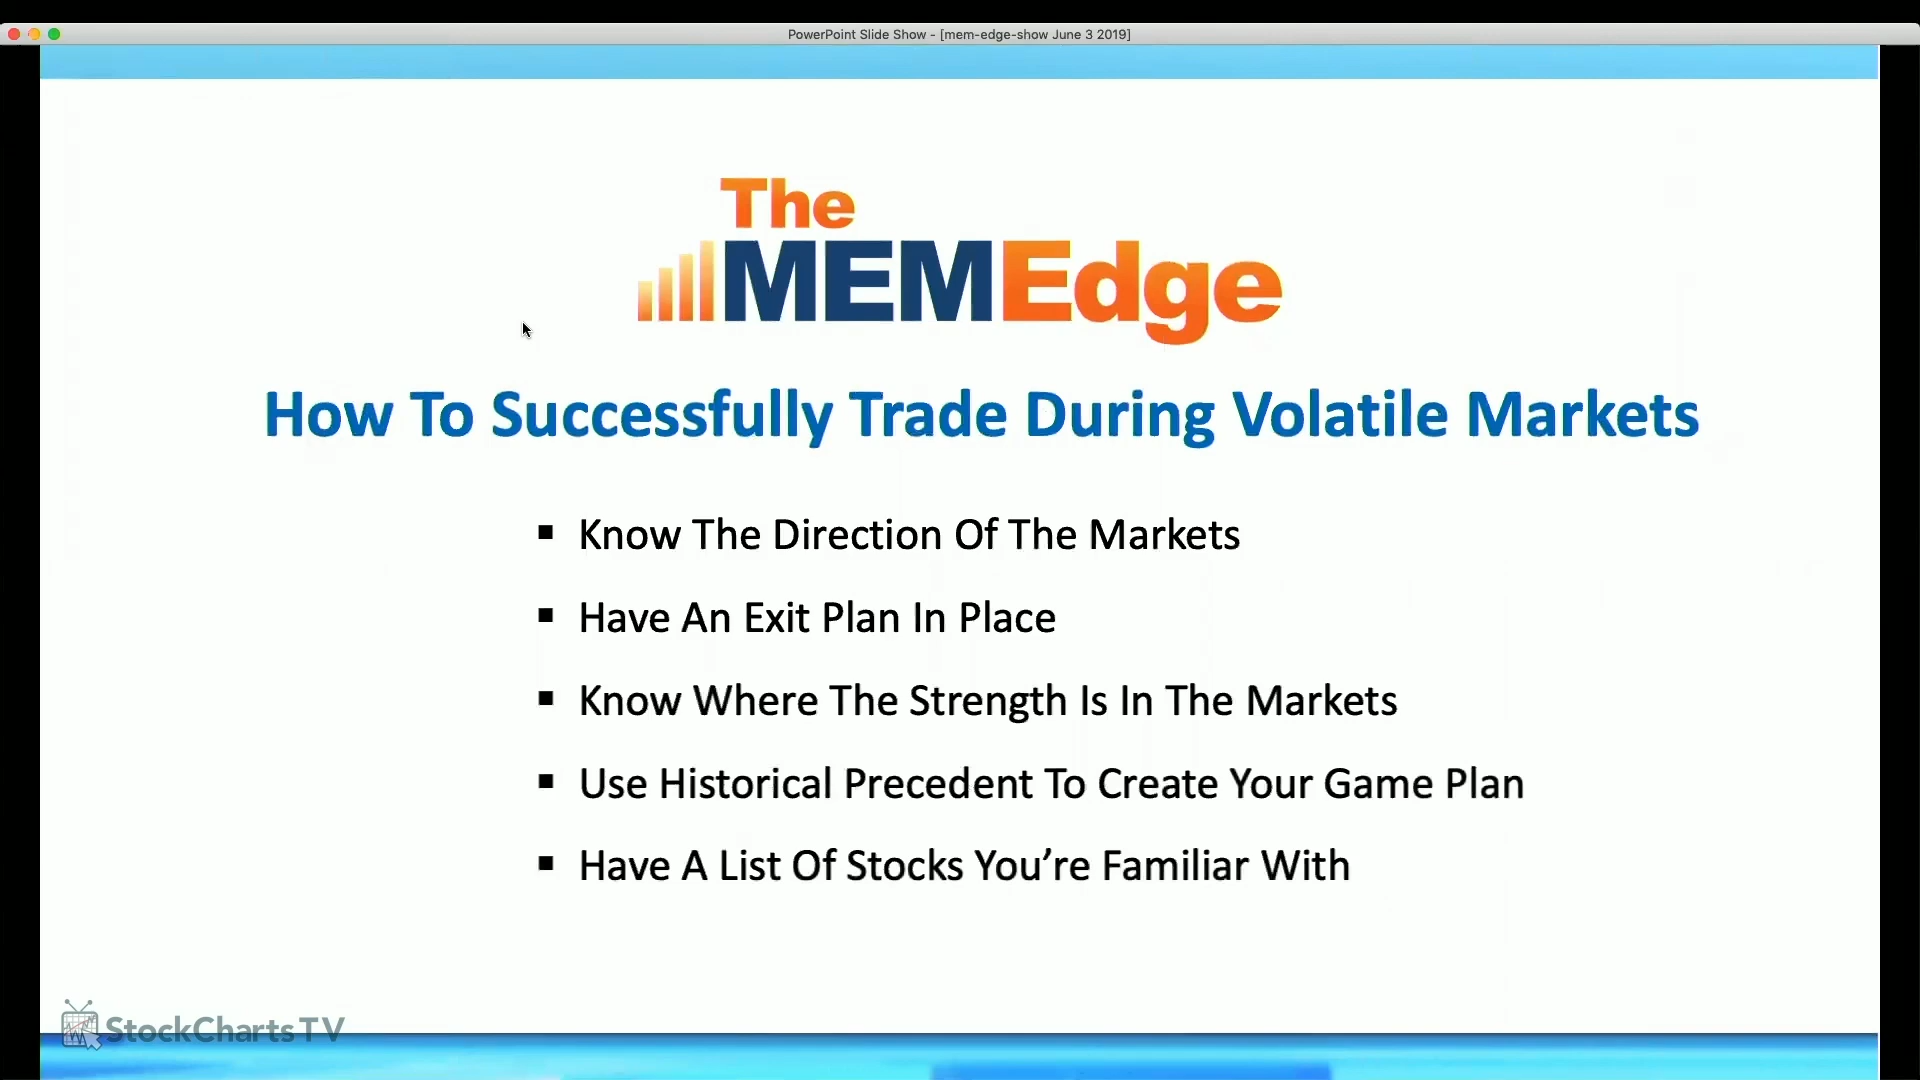 PowerPoint Slide Show - [mem-edge-show June 3 2019]
The
MEMEdge
How To Successfully Trade During Volatile Markets
▪ Know The Direction Of The Markets
▪ Have An Exit Plan In Place
▪ Know Where The Strength Is In The Markets
▪ Use Historical Precedent To Create Your Game Plan
▪ Have A List Of Stocks You’re Familiar With
StockChartsTV